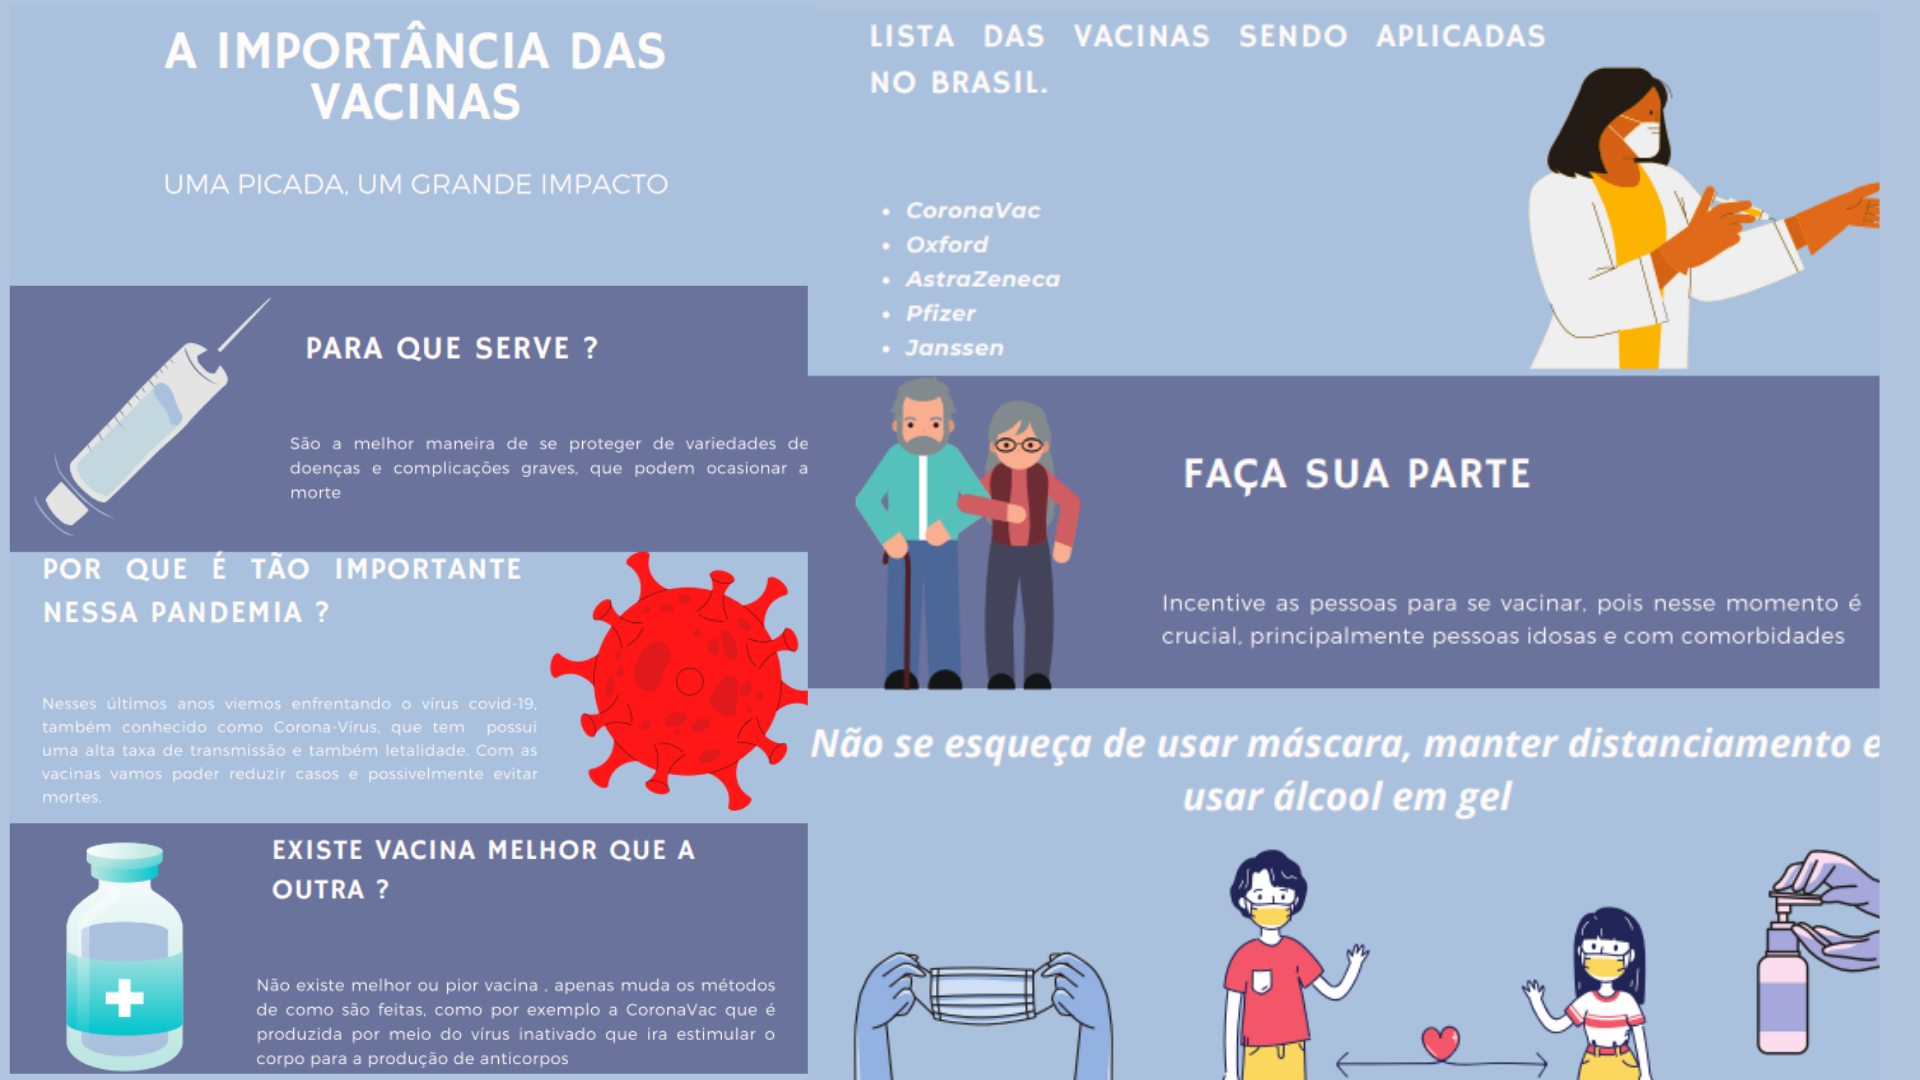 A IMPORTÂNCIA DAS
VACINAS
UMA PICADA, UM GRANDE IMPACTO
PARA QUE SERVE ?
São a melhor maneira de se proteger de variedades de
doenças e complicações graves, que podem ocasionar a
morte
POR QUE É TÃO IMPORTANTE
NESSA PANDEMIA ?
Nesses últimos anos viemos enfrentando o vírus covid-19,
também conhecido como Corona-Vírus, que tem possui
uma alta taxa de transmissão e também letalidade. Com as
vacinas vamos poder reduzir casos e possivelmente evitar
mortes.
EXISTE VACINA MELHOR QUE A
OUTRA ?
Não existe melhor ou pior vacina , apenas muda os métodos
de como são feitas, como por exemplo a CoronaVac que é
produzida por meio do vírus inativado que ira estimular o
corpo para a produção de anticorpos
LISTA DAS VACINAS SENDO APLICADAS
NO BRASIL.
• CoronaVac
• Oxford
• AstraZeneca
• Pfizer
• Janssen
FAÇA SUA PARTE
Incentive as pessoas para se vacinar, pois nesse momento é
crucial, principalmente pessoas idosas e com comorbidades
Não se esqueça de usar máscara, manter distanciamento e
usar álcool em gel